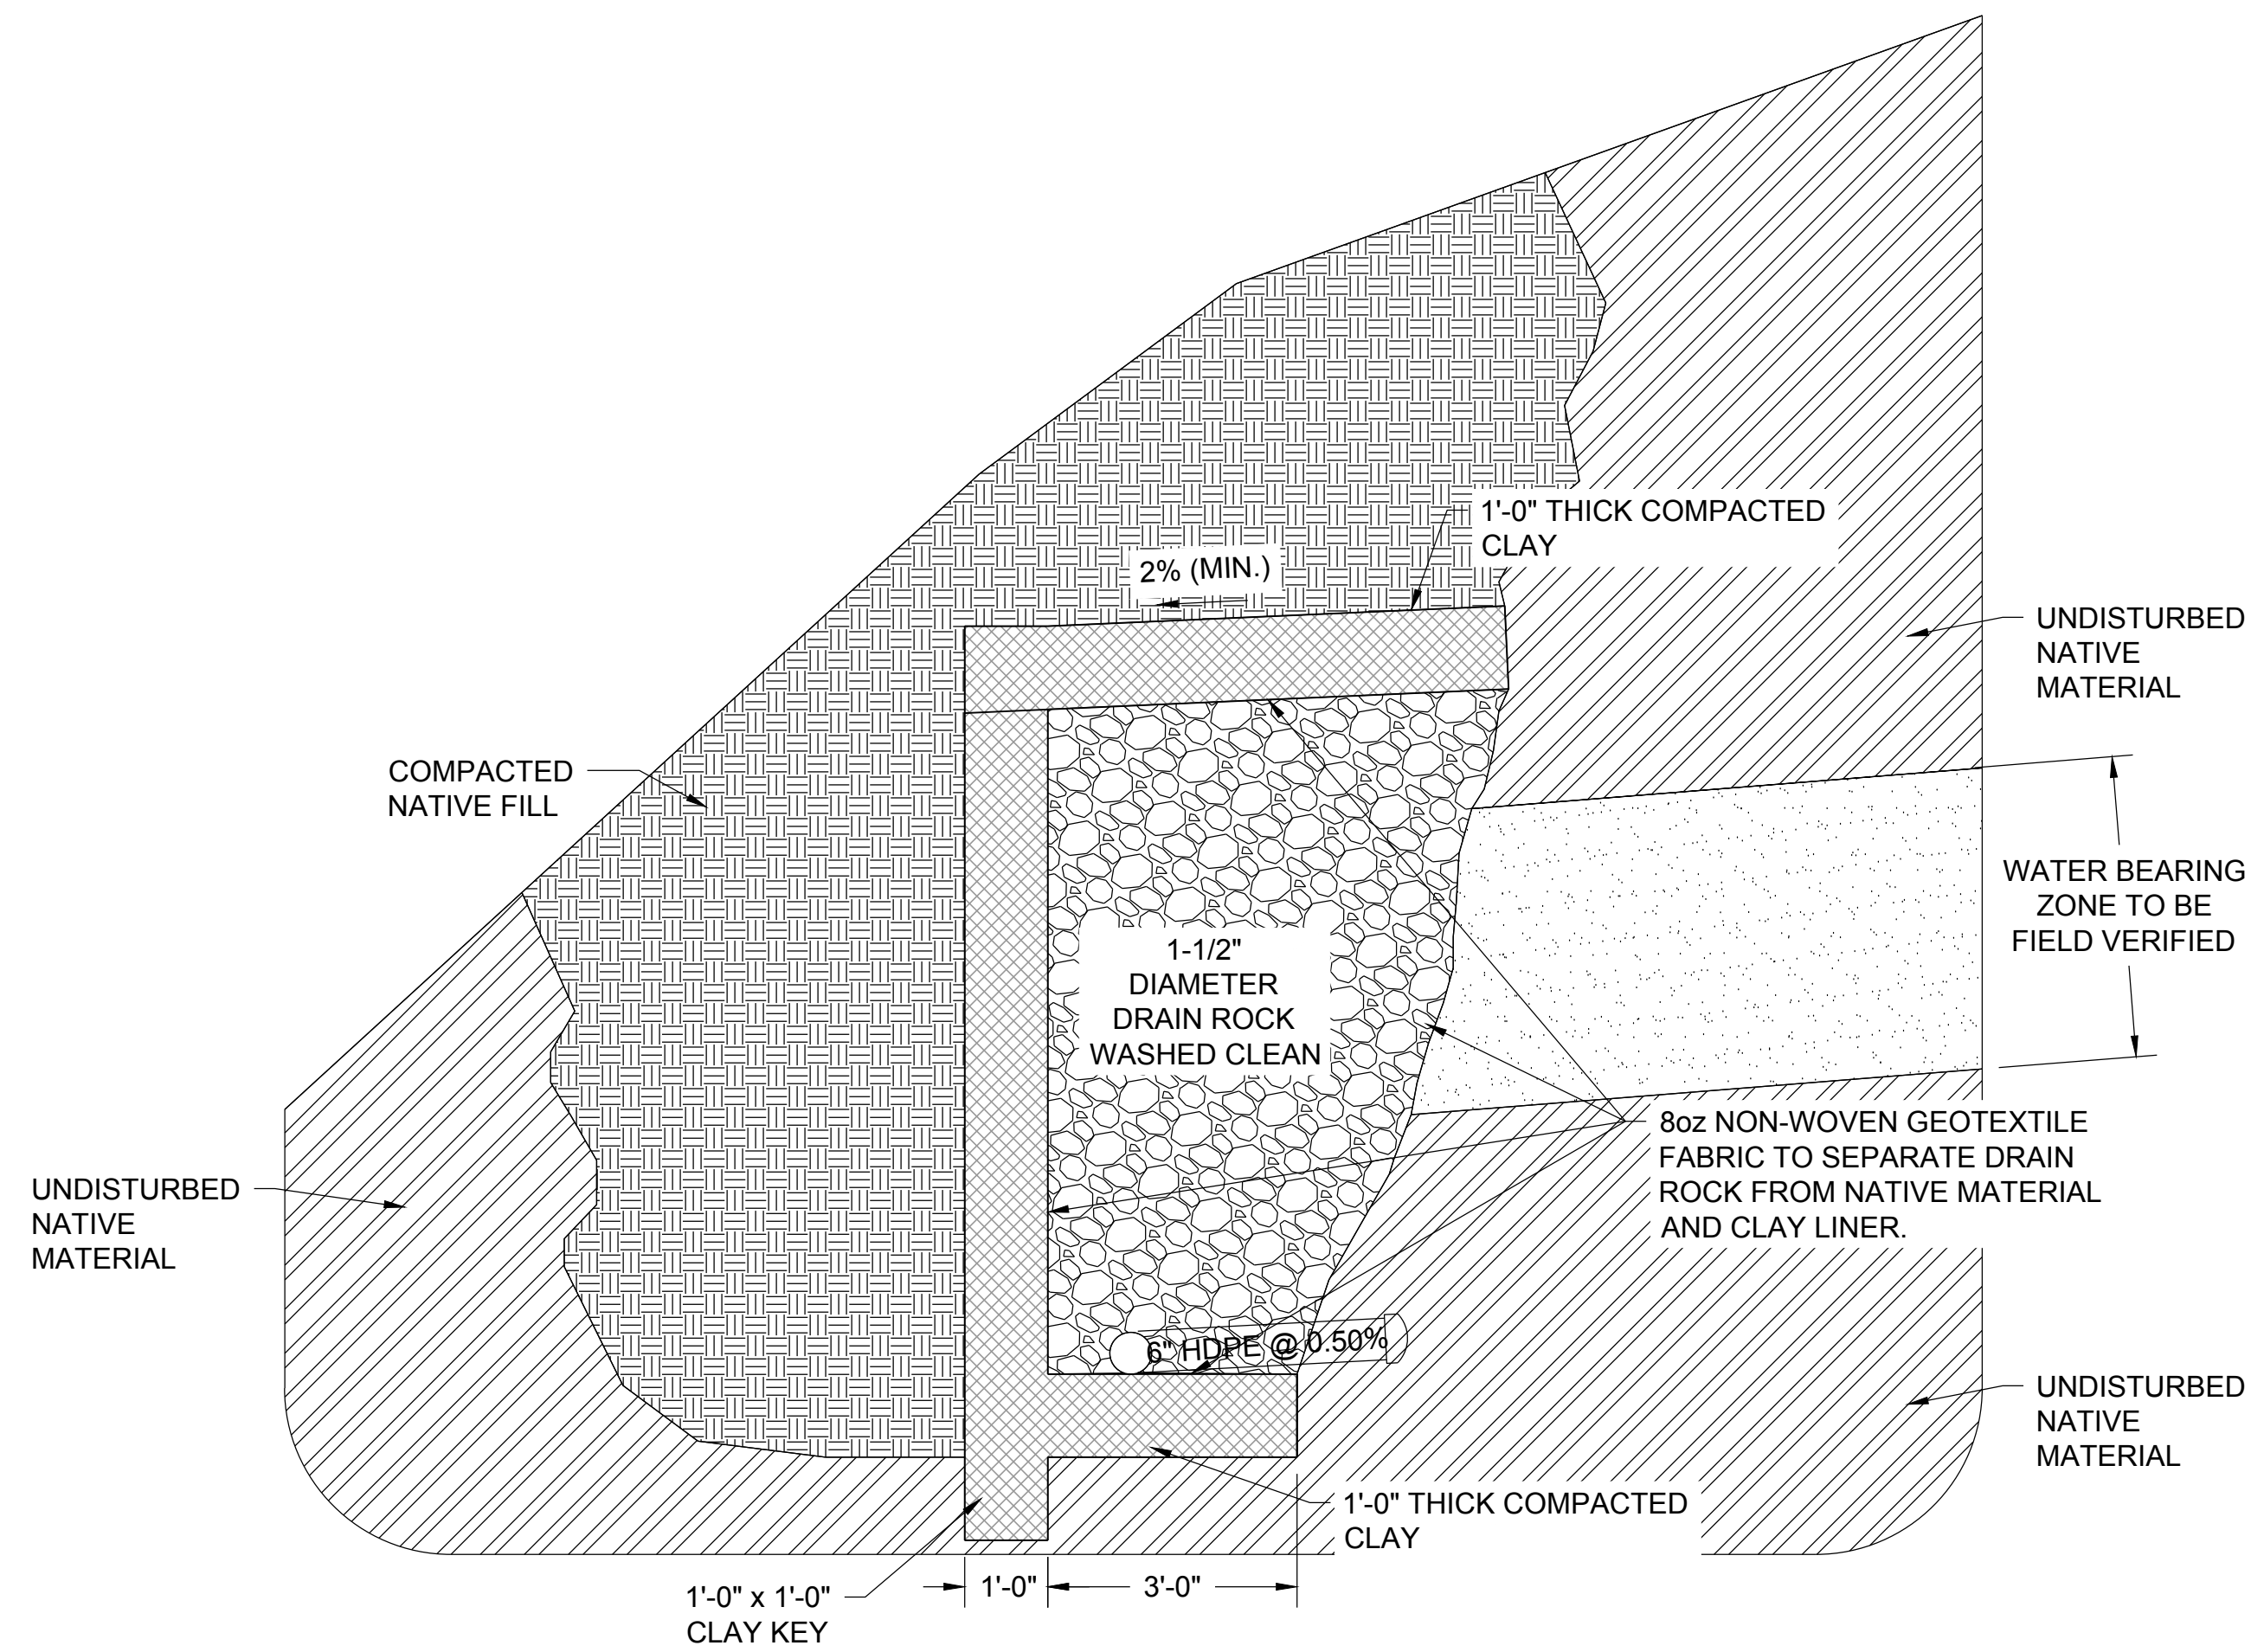 1'-0" THICK COMPACTED
CLAY
2% (MIN.)
UNDISTURBED
NATIVE
MATERIAL
COMPACTED
NATIVE FILL
WATER BEARING
ZONE TO BE
FIELD VERIFIED
1-1/2"
DIAMETER
DRAIN ROCK
WASHED CLEAN
8oz NON-WOVEN GEOTEXTILE
FABRIC TO SEPARATE DRAIN
ROCK FROM NATIVE MATERIAL
AND CLAY LINER.
UNDISTURBED
NATIVE
MATERIAL
6" HDPE @ 0.50%
UNDISTURBED
NATIVE
MATERIAL
1'-0" THICK COMPACTED
CLAY
1'-0"
3'-0"
1'-0" x 1'-0"
CLAY KEY